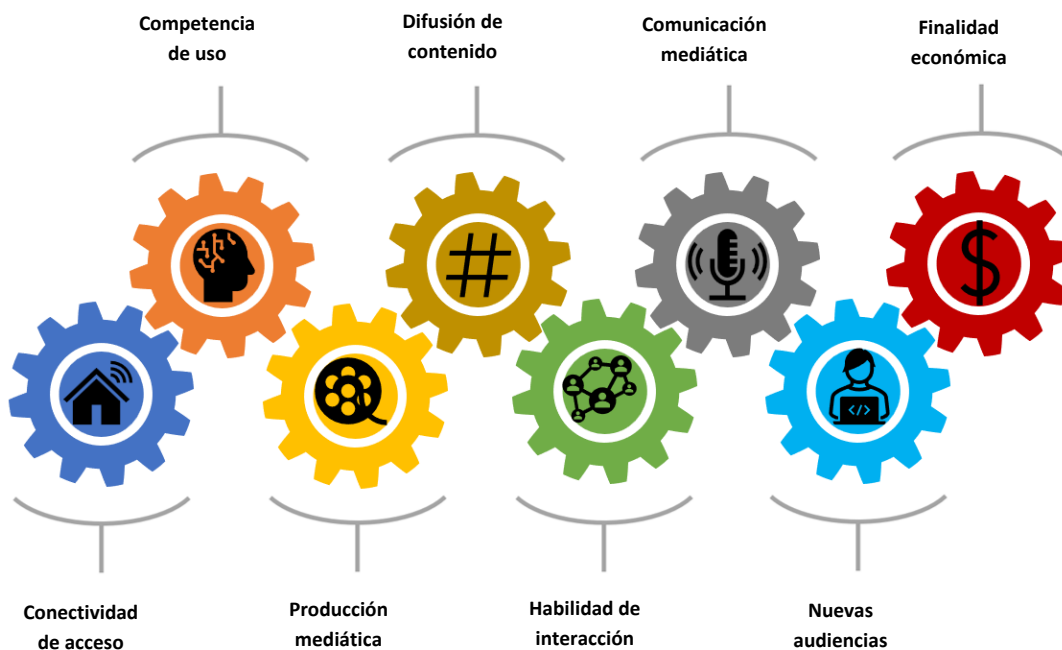 Competencia
de uso
Difusión de
contenido
Comunicación
mediática
Finalidad
económica
Conectividad
de acceso
Producción
mediática
Habilidad de
interacción
Nuevas
audiencias